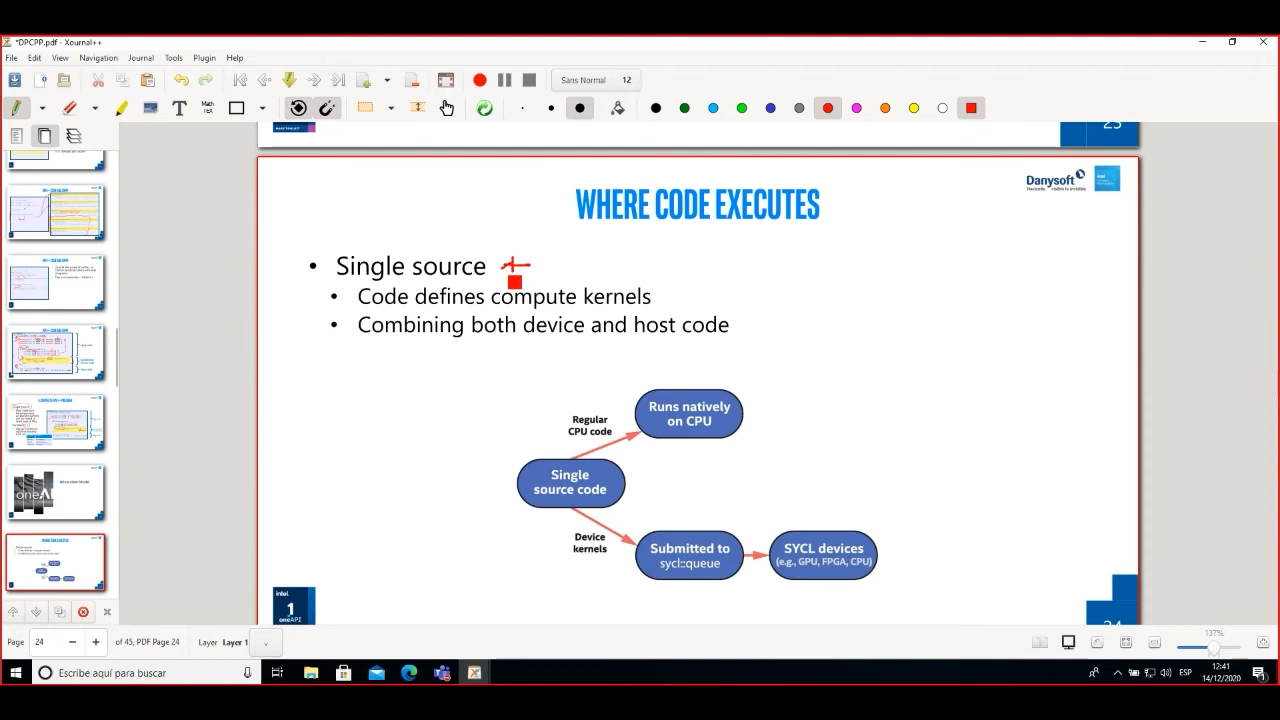 *DPCPP.pdf - Xournal++
File Edit View Navigation Journal Tools Plugin Help
Sans Normal 12
Danysoft
WHERE CODE EXECUTES
• Single source
• Code defines compute kernels
• Combining both device and host code
Regular
CPU code
Runs natively
on CPU
Single
source code
Device
kernels
Submitted to
sycl::queue
SYCL devices
(e.g., GPU, FPGA, CPU)
intel
1
oneAPI
Page 24 of 45, PDF Page 24 Layer Layer 1
137%
Escribe aquí para buscar
ESP
12:41
14/12/2020